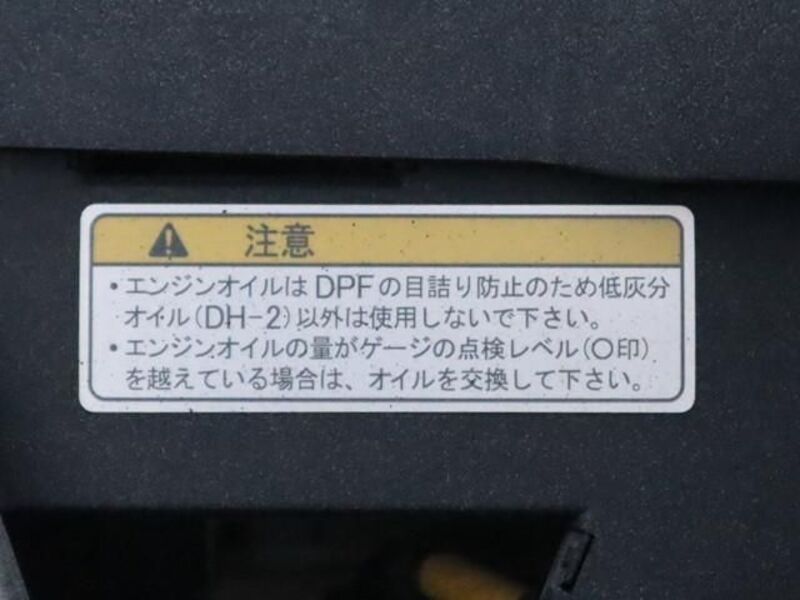 注意
・エンジンオイルはDPFの目詰り防止のため低灰分
オイル(DH-2)以外は使用しないで下さい。
・エンジンオイルの量がゲージの点検レベル(○印)
を越えている場合は、オイルを交換して下さい。